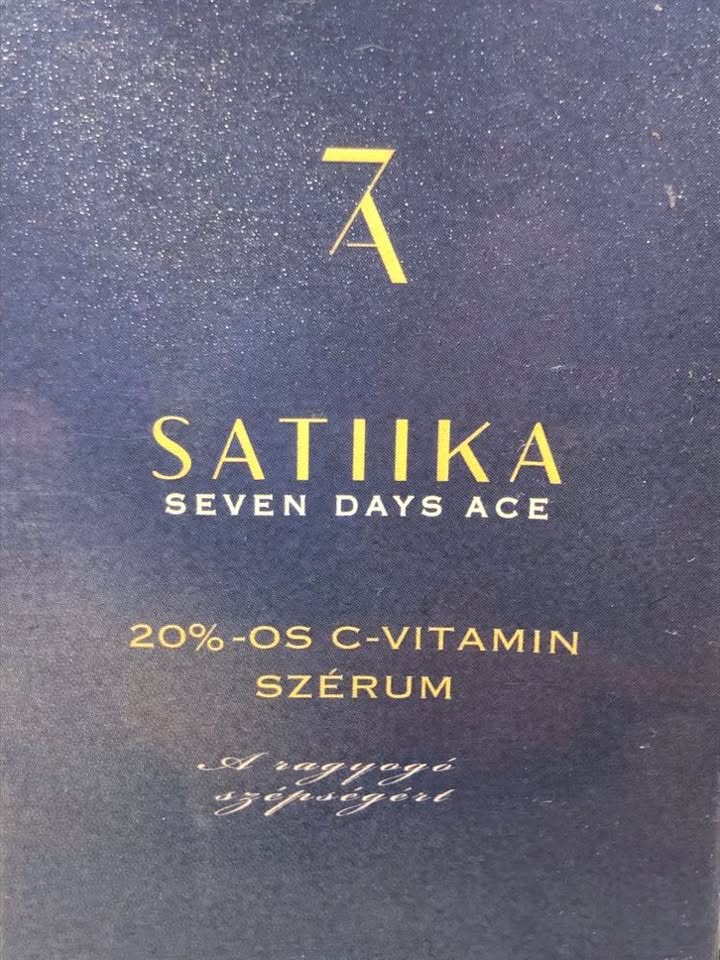 7A
SATIIKA
SEVEN DAYS ACE
20%-OS C-VITAMIN
SZÉRUM
A ragyogó
szépségért